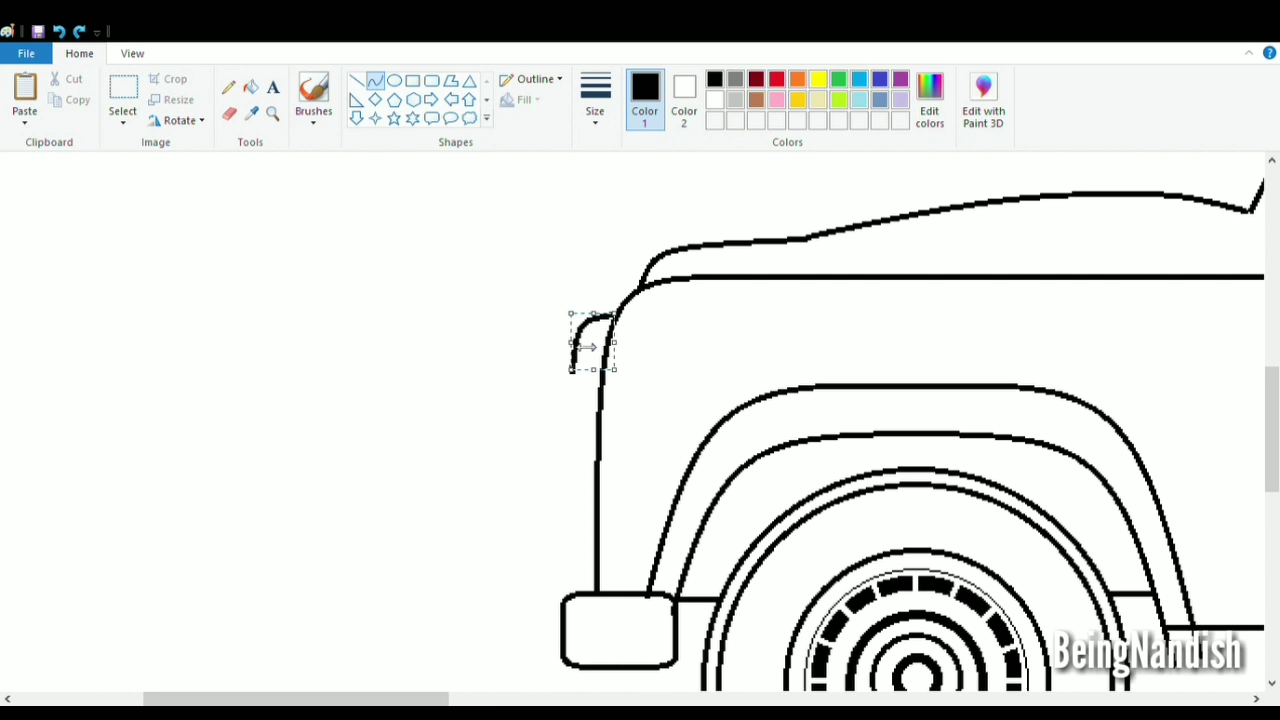 File Home View
Paste
Cut
Copy
Clipboard
Select
Crop
Resize
Rotate
Image
A
Tools
Brushes
Outline
Fill
Shapes
Size
Color 1
Color 2
Edit colors
Colors
Edit with Paint 3D
?
BeingNandish